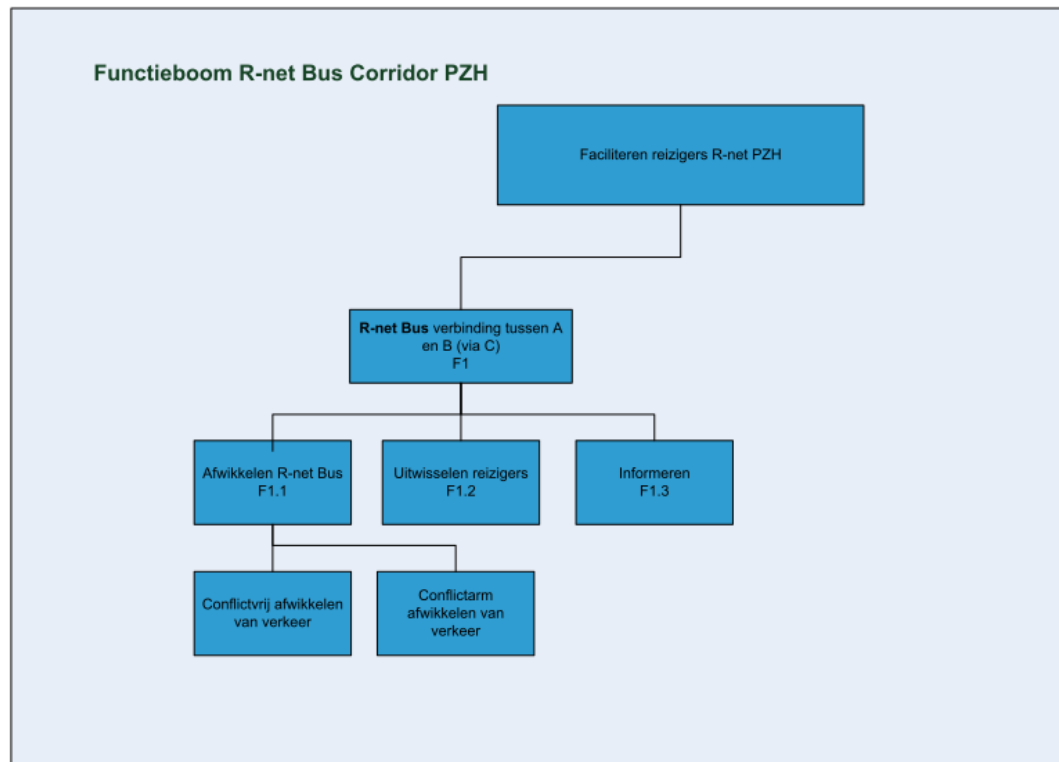 Functieboom R-net Bus Corridor PZH
Faciliteren reizigers R-net PZH
R-net Bus verbinding tussen A
en B (via C)
F1
Afwikkelen R-net Bus
F1.1
Uitwisselen reizigers
F1.2
Informeren
F1.3
Conflictvrij afwikkelen
van verkeer
Conflictarm
afwikkelen van
verkeer